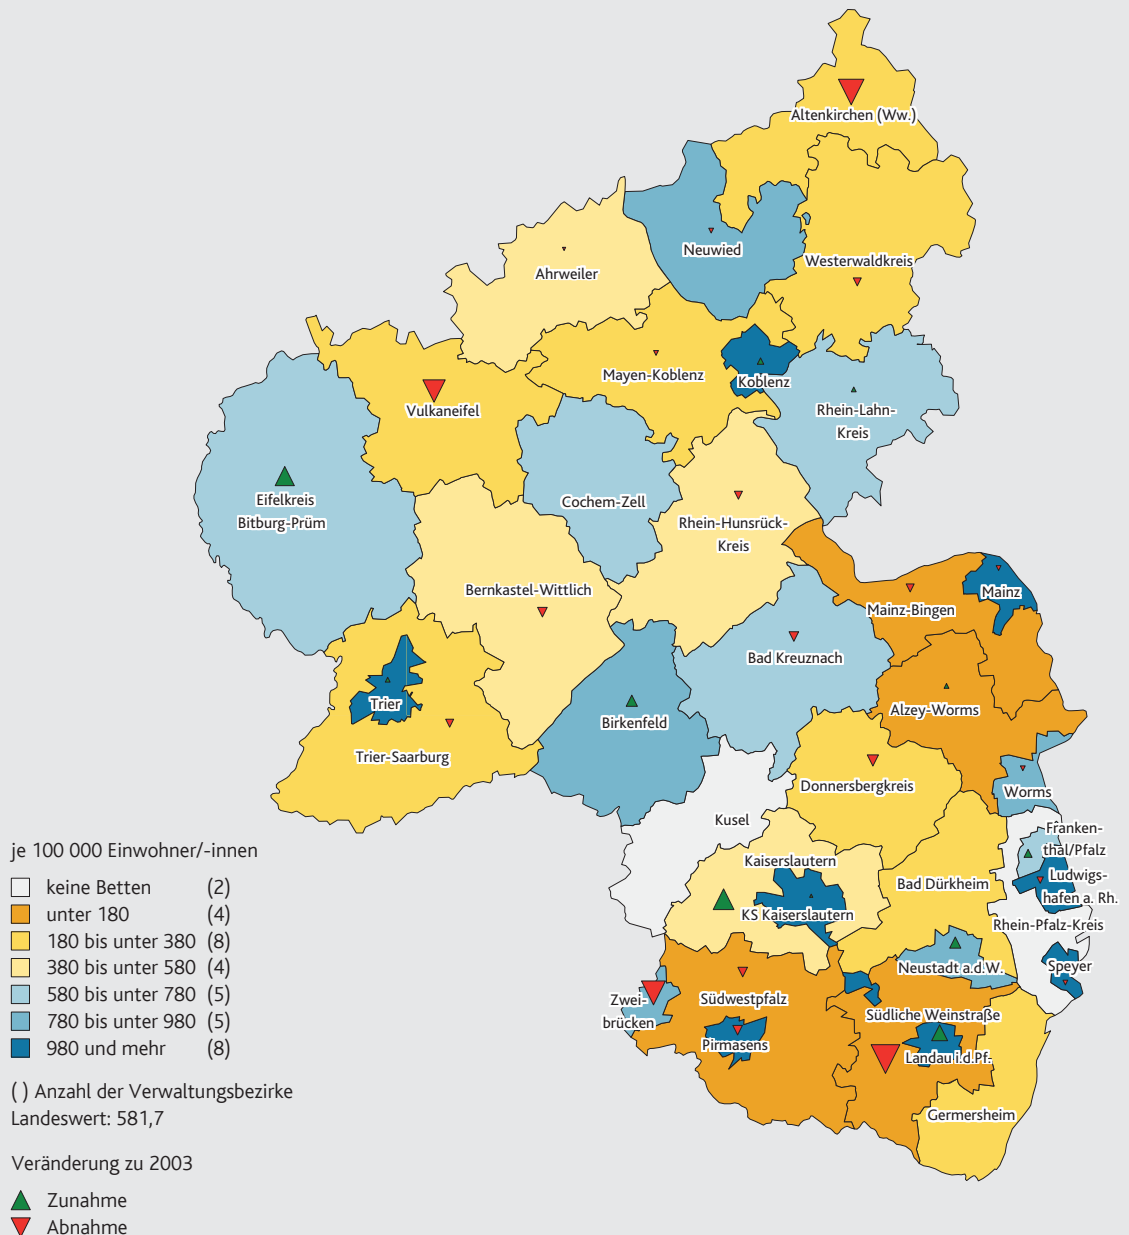 Altenkirchen (Ww.)
Neuwied
Westerwaldkreis
Ahrweiler
Mayen-Koblenz
Koblenz
Vulkaneifel
Rhein-Lahn-
Kreis
Eifelkreis
Bitburg-Prüm
Cochem-Zell
Rhein-Hunsrück-
Kreis
Bernkastel-Wittlich
Mainz
Mainz-Bingen
Bad Kreuznach
Trier
Alzey-Worms
Birkenfeld
Trier-Saarburg
Donnersbergkreis
Worms
Kusel
Franken-
thal/Pfalz
Kaiserslautern
Ludwigs-
hafen a. Rh.
Bad Dürkheim
KS Kaiserslautern
Rhein-Pfalz-Kreis
Neustadt a.d.W.
Speyer
Zwei-
brücken
Südwestpfalz
Südliche Weinstraße
Pirmasens
Landau i.d.Pf.
Germersheim
je 100 000 Einwohner/-innen
keine Betten (2)
unter 180 (4)
180 bis unter 380 (8)
380 bis unter 580 (4)
580 bis unter 780 (5)
780 bis unter 980 (5)
980 und mehr (8)
( ) Anzahl der Verwaltungsbezirke
Landeswert: 581,7
Veränderung zu 2003
Zunahme
Abnahme